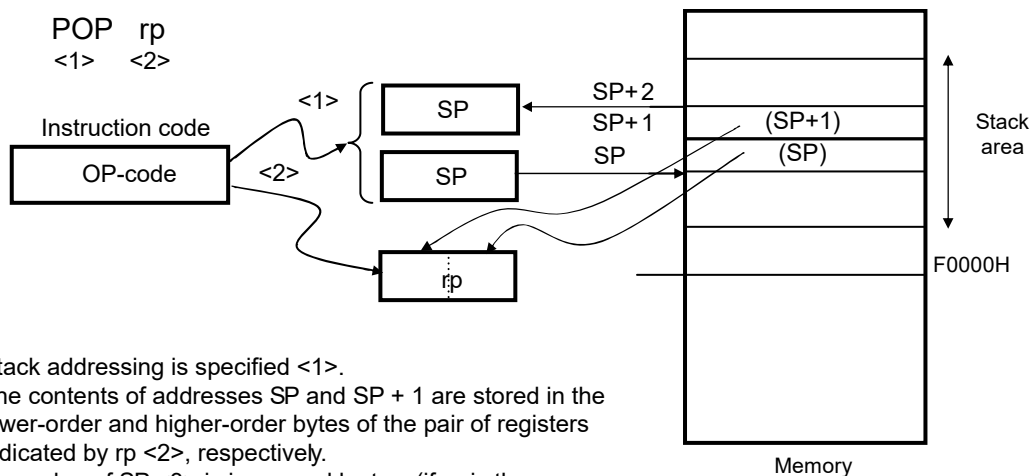 POP rp
<1> <2>
<1>
SP
SP+2
SP+1
(SP+1)
Stack
area
Instruction code
SP
(SP)
OP-code
<2>
SP
rp
F0000H
tack addressing is specified <1>.
he contents of addresses SP and SP + 1 are stored in the
wer-order and higher-order bytes of the pair of registers
dicated by rp <2>, respectively.
Memory